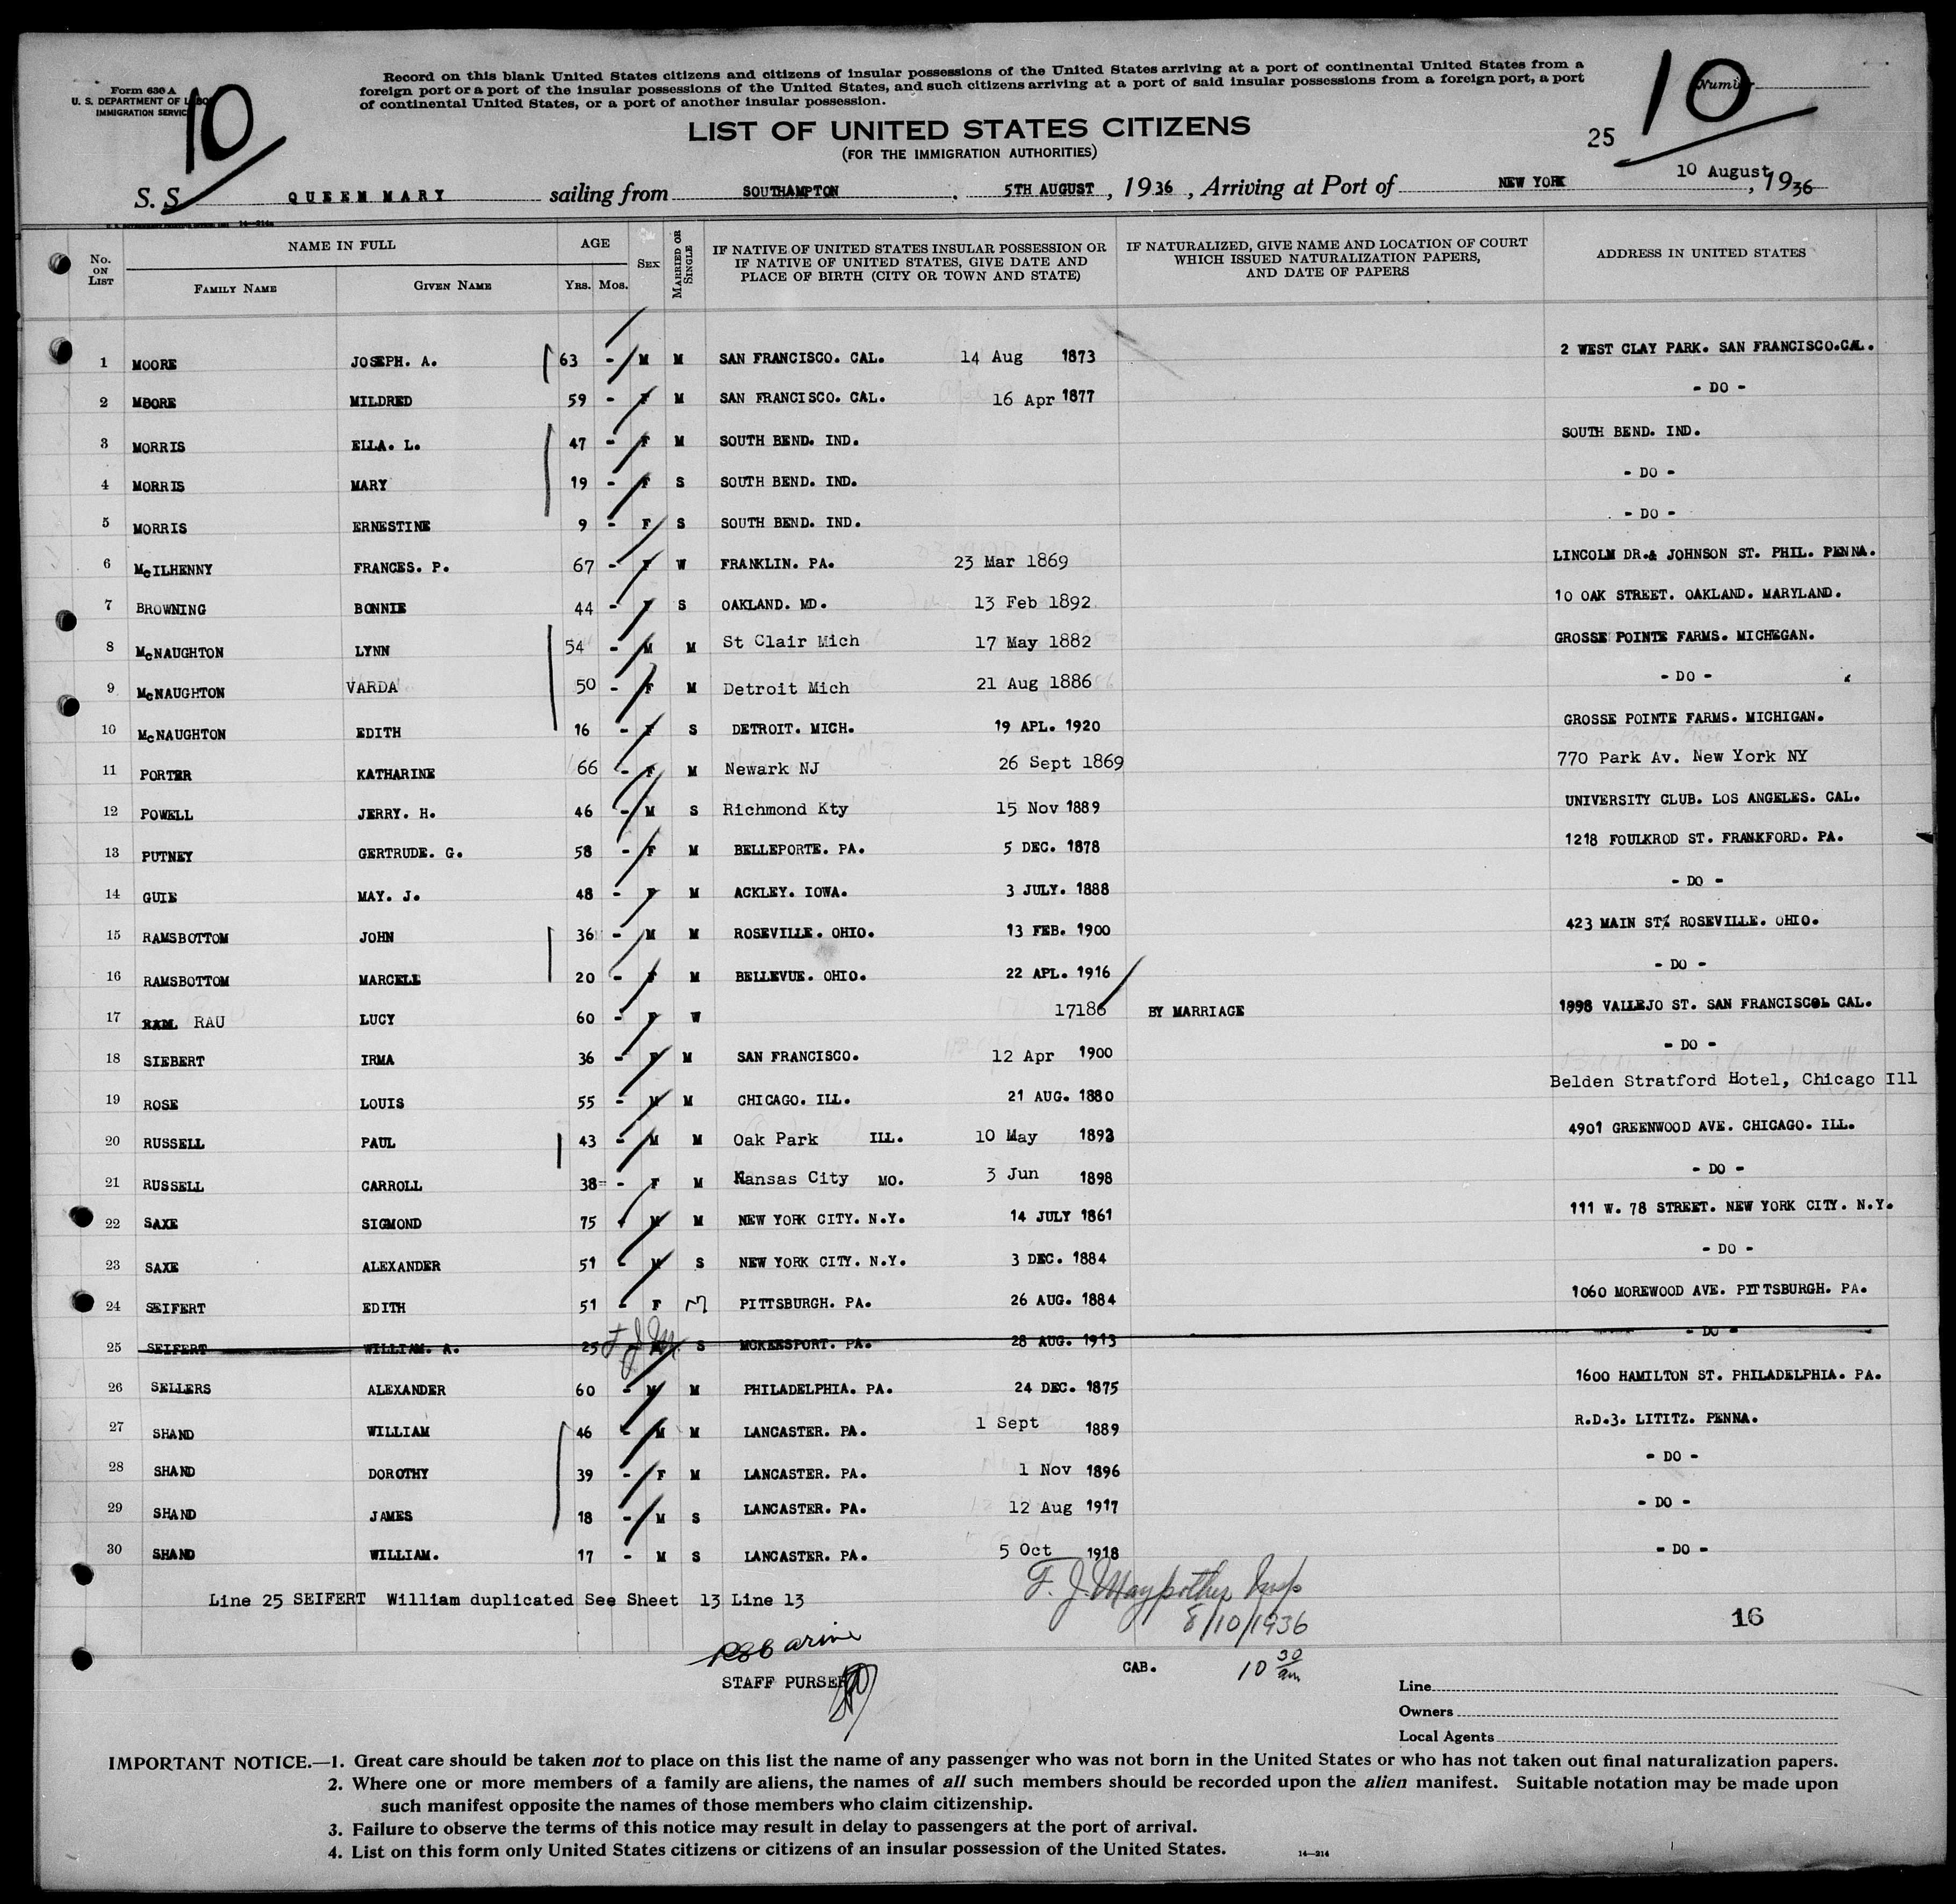 Form 630 A
U. S. DEPARTMENT OF LABOR
IMMIGRATION SERVICE
10
Record on this blank United States citizens and citizens of insular possessions of the United States arriving at a port of continental United States from a
foreign port or a port of the insular possessions of the United States, and such citizens arriving at a port of said insular possessions from a foreign port, a port
of continental United States, or a port of another insular possession.
10
Number
LIST OF UNITED STATES CITIZENS
(FOR THE IMMIGRATION AUTHORITIES)
25
S. S. QUEEN MARY sailing from SOUTHAMPTON, 5TH AUGUST, 1936, Arriving at Port of NEW YORK 10 August, 1936
14—214a
No. ON LIST NAME IN FULL FAMILY NAME GIVEN NAME AGE YRS. MOS. SEX MARRIED OR SINGLE IF NATIVE OF UNITED STATES INSULAR POSSESSION OR IF NATIVE OF UNITED STATES, GIVE DATE AND PLACE OF BIRTH (CITY OR TOWN AND STATE) IF NATURALIZED, GIVE NAME AND LOCATION OF COURT WHICH ISSUED NATURALIZATION PAPERS, AND DATE OF PAPERS ADDRESS IN UNITED STATES
1 MOORE JOSEPH. A. 63 - M M SAN FRANCISCO. CAL. 14 Aug 1873 2 WEST CLAY PARK. SAN FRANCISCO.CAL.
2 MOORE MILDRED 59 - F M SAN FRANCISCO. CAL. 16 Apr 1877 - DO -
3 MORRIS ELLA. L. 47 - F M SOUTH BEND. IND. SOUTH BEND. IND.
4 MORRIS MARY 19 - F S SOUTH BEND. IND. - DO -
5 MORRIS ERNESTINE 9 - F S SOUTH BEND. IND. - DO -
6 McILHENNY FRANCES. P. 67 - F W FRANKLIN. PA. 23 Mar 1869 LINCOLN DR.& JOHNSON ST. PHIL. PENNA.
7 BROWNING BONNIE 44 - F S OAKLAND. MD. 13 Feb 1892 10 OAK STREET. OAKLAND. MARYLAND.
8 McNAUGHTON LYNN 54 - M M St Clair Mich 17 May 1882 GROSSE POINTE FARMS. MICHEGAN.
9 McNAUGHTON VARDA 50 - F M Detroit Mich 21 Aug 1886 - DO -
10 McNAUGHTON EDITH 16 - F S DETROIT. MICH. 19 APL. 1920 GROSSE POINTE FARMS. MICHIGAN.
11 PORTER KATHARINE 66 - F M Newark NJ 26 Sept 1869 770 Park Av. New York NY
12 POWELL JERRY. H. 46 - M S Richmond Kty 15 Nov 1889 UNIVERSITY CLUB. LOS ANGELES. CAL.
13 PUTNEY GERTRUDE. G. 58 - F M BELLEPORTE. PA. 5 DEC. 1878 1218 FOULKROD ST. FRANKFORD. PA.
14 GUIE MAY. J. 48 - F M ACKLEY. IOWA. 3 JULY. 1888 - DO -
15 RAMSBOTTOM JOHN 36 - M M ROSEVILLE. OHIO. 13 FEB. 1900 423 MAIN ST. ROSEVILLE. OHIO.
16 RAMSBOTTOM MARCELL 20 - F M BELLEVUE. OHIO. 22 APL. 1916 - DO -
17 RAU LUCY 60 - F W 17186 BY MARRIAGE 1998 VALLEJO ST. SAN FRANCISCO. CAL.
18 SIEBERT IRMA 36 - F M SAN FRANCISCO. 12 Apr 1900 - DO -
19 ROSE LOUIS 55 - M M CHICAGO. ILL. 21 AUG. 1880 Belden Stratford Hotel, Chicago Ill
20 RUSSELL PAUL 43 - M M Oak Park ILL. 10 May 1893 4901 GREENWOOD AVE. CHICAGO. ILL.
21 RUSSELL CARROLL 38 - F M Kansas City MO. 3 Jun 1898 - DO -
22 SAXE SIGMOND 75 - M M NEW YORK CITY. N.Y. 14 JULY 1861 111 W. 78 STREET. NEW YORK CITY. N.Y.
23 SAXE ALEXANDER 51 - M S NEW YORK CITY. N.Y. 3 DEC. 1884 - DO -
24 SEIFERT EDITH 51 - F M PITTSBURGH. PA. 26 AUG. 1884 1060 MOREWOOD AVE. PITTSBURGH. PA.
25 SEIFERT WILLIAM. A. 25 F J M S MCKEESPORT. PA. 28 AUG. 1913 - DO -
26 SELLERS ALEXANDER 60 - M M PHILADELPHIA. PA. 24 DEC. 1875 1600 HAMILTON ST. PHILADELPHIA. PA.
27 SHAND WILLIAM 46 - M M LANCASTER. PA. 1 Sept 1889 R.D.3. LITITZ. PENNA.
28 SHAND DOROTHY 39 - F M LANCASTER. PA. 1 Nov 1896 - DO -
29 SHAND JAMES 18 - M S LANCASTER. PA. 12 Aug 1917 - DO -
30 SHAND WILLIAM. 17 - M S LANCASTER. PA. 5 Oct 1918 - DO -
Line 25 SEIFERT William duplicated See Sheet 13 Line 13
F. J. Maypother Insp
8/10/1936
16
STAFF PURSER
CAB. 10 30 am
Line
Owners
Local Agents
IMPORTANT NOTICE.—1. Great care should be taken not to place on this list the name of any passenger who was not born in the United States or who has not taken out final naturalization papers.
2. Where one or more members of a family are aliens, the names of all such members should be recorded upon the alien manifest. Suitable notation may be made upon
such manifest opposite the names of those members who claim citizenship.
3. Failure to observe the terms of this notice may result in delay to passengers at the port of arrival.
4. List on this form only United States citizens or citizens of an insular possession of the United States.
14—214